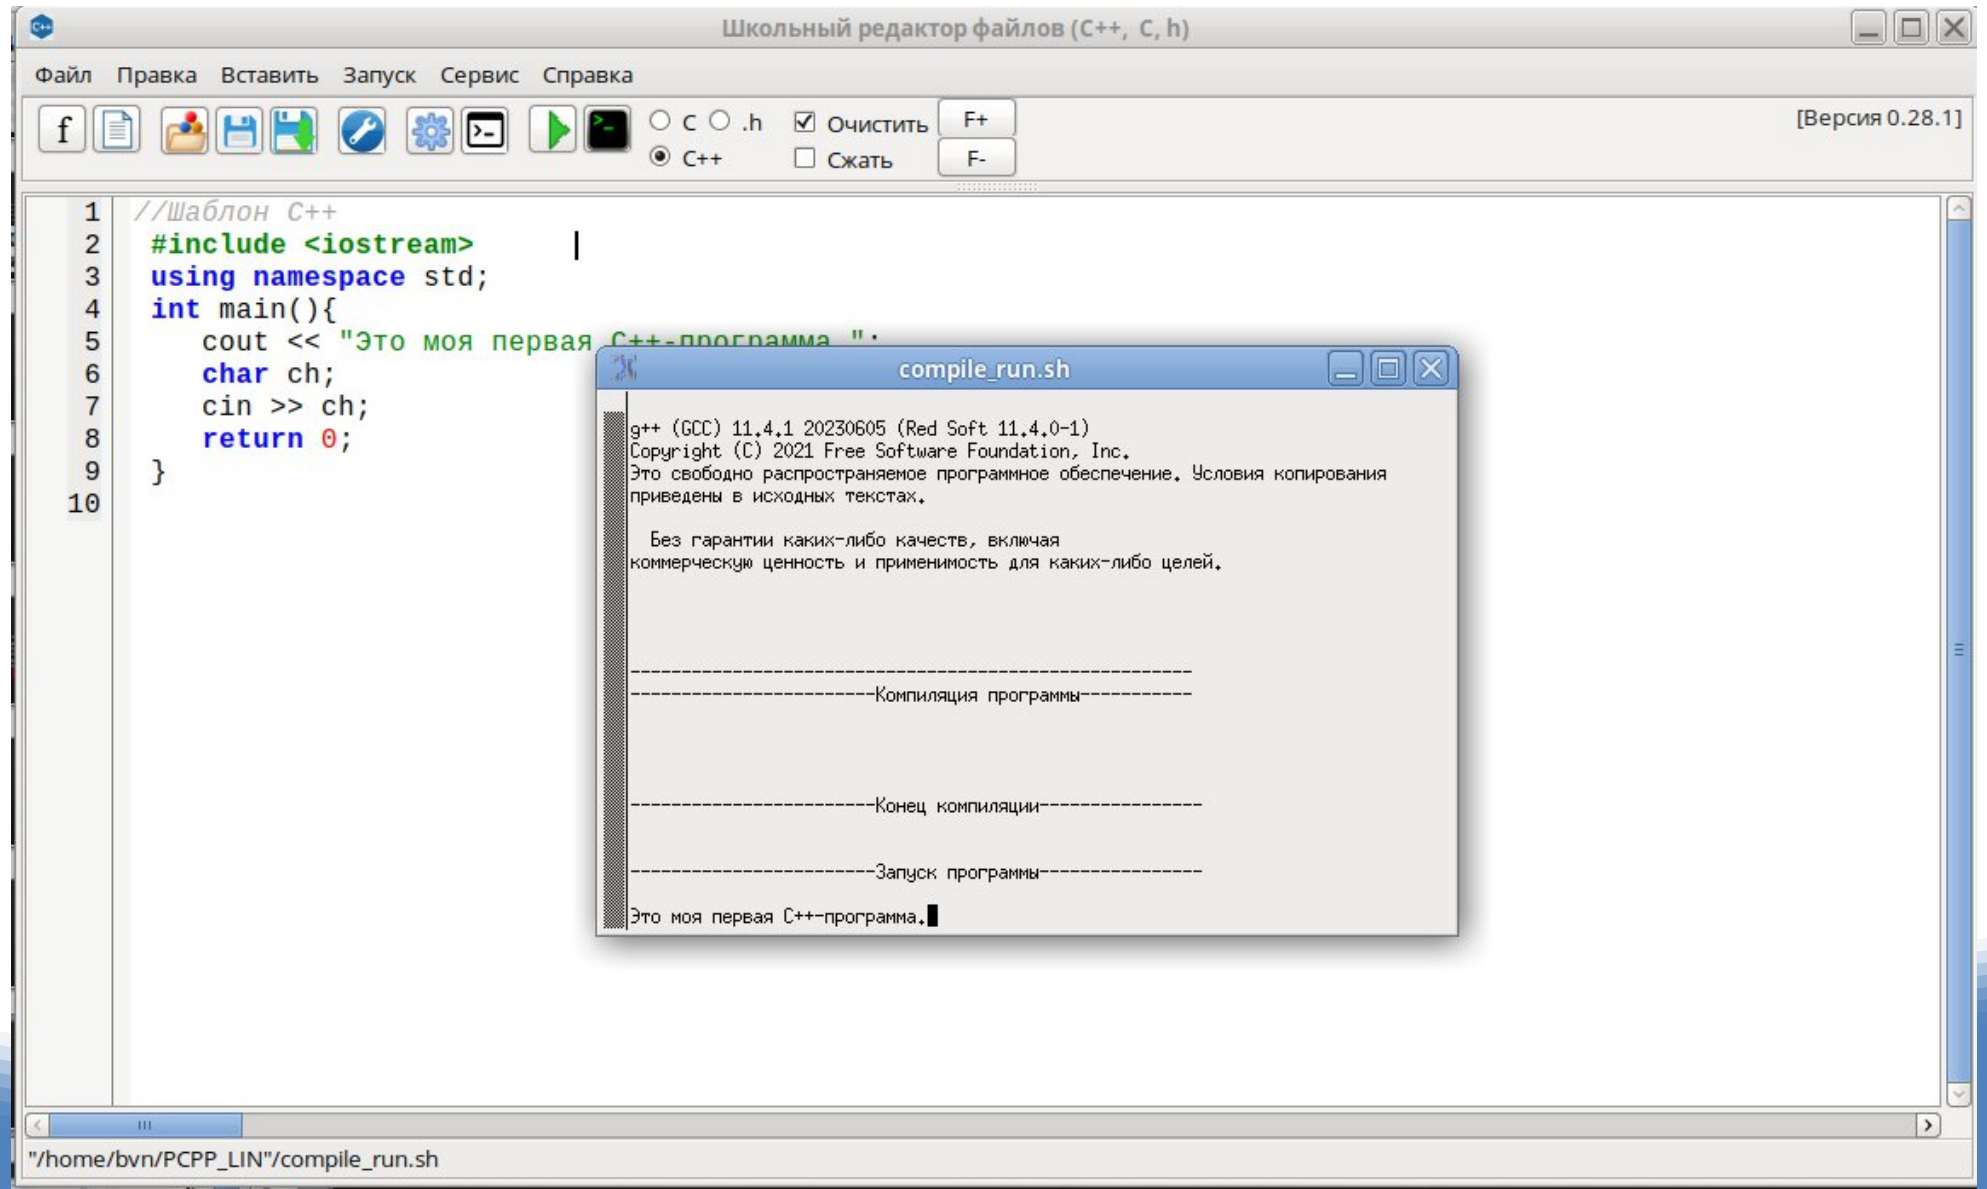 Школьный редактор файлов (C++, C, h)
Файл Правка Вставить Запуск Сервис Справка
f C .h Очистить F+ [Версия 0.28.1]
C++ Сжать F-
1 //Шаблон C++
2 #include <iostream>
3 using namespace std;
4 int main(){
5 cout << "Это моя первая C++-программа.";
6 char ch;
7 cin >> ch;
8 return 0;
9 }
10
compile_run.sh
g++ (GCC) 11.4.1 20230605 (Red Soft 11.4.0-1)
Copyright (C) 2021 Free Software Foundation, Inc.
Это свободно распространяемое программное обеспечение. Условия копирования
приведены в исходных текстах.
Без гарантии каких-либо качеств, включая
коммерческую ценность и применимость для каких-либо целей.
-------------------------------------------------------
------------------------Компиляция программы-----------
------------------------Конец компиляции----------------
------------------------Запуск программы----------------
Это моя первая C++-программа.
"/home/bvn/PCPP_LIN"/compile_run.sh